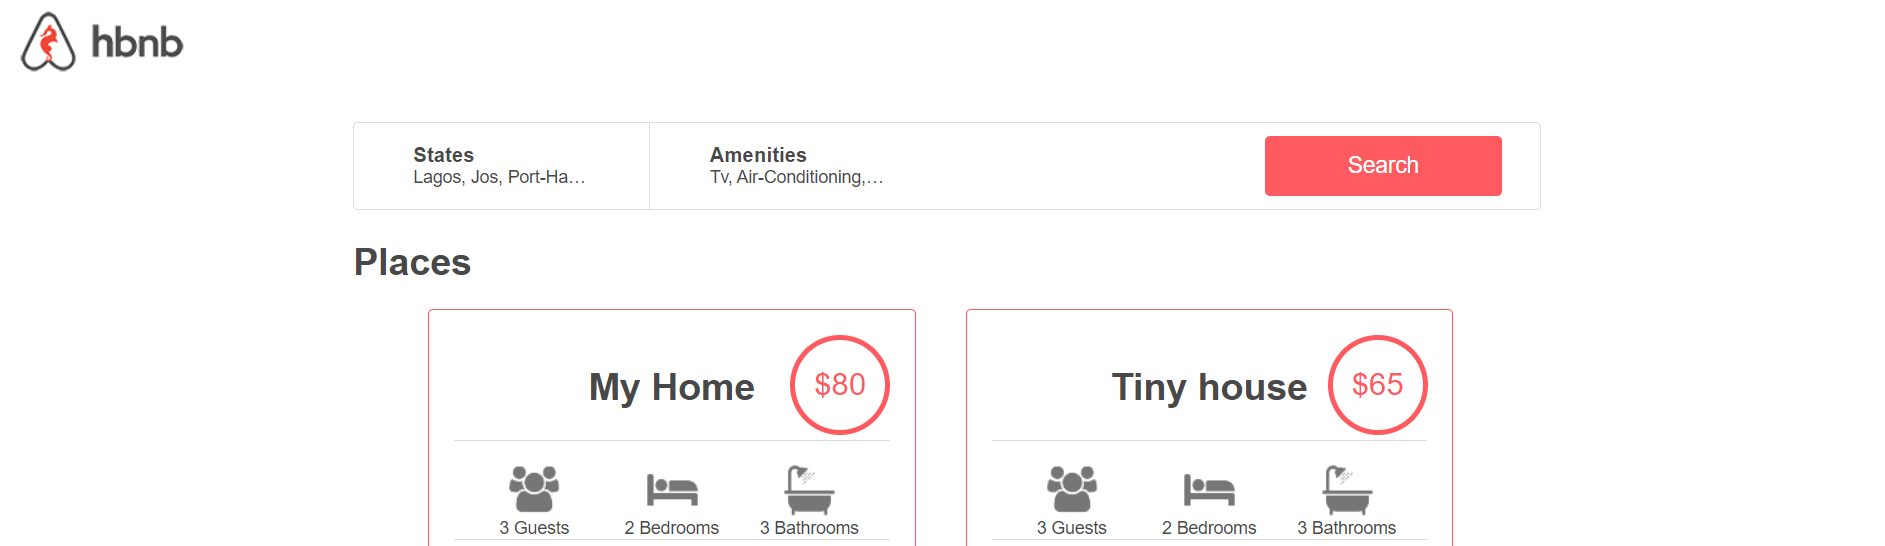 hbnb
States
Lagos, Jos, Port-Ha…
Amenities
Tv, Air-Conditioning,…
Search
Places
My Home
$80
3 Guests
2 Bedrooms
3 Bathrooms
Tiny house
$65
3 Guests
2 Bedrooms
3 Bathrooms